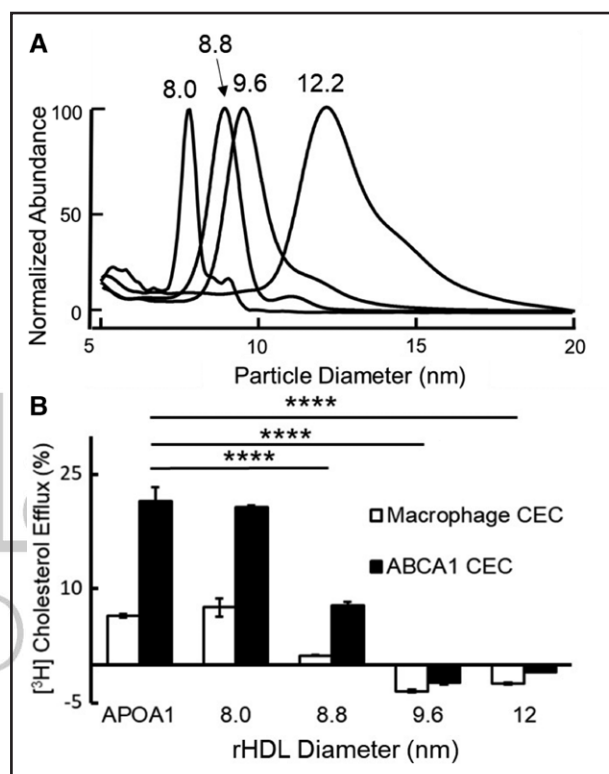 A
8.8
8.0
9.6
12.2
Normalized Abundance
100
50
0
5
10
15
20
Particle Diameter (nm)
B
****
****
****
[³H] Cholesterol Efflux (%)
25
10
-5
Macrophage CEC
ABCA1 CEC
APOA1
8.0
8.8
9.6
12
rHDL Diameter (nm)